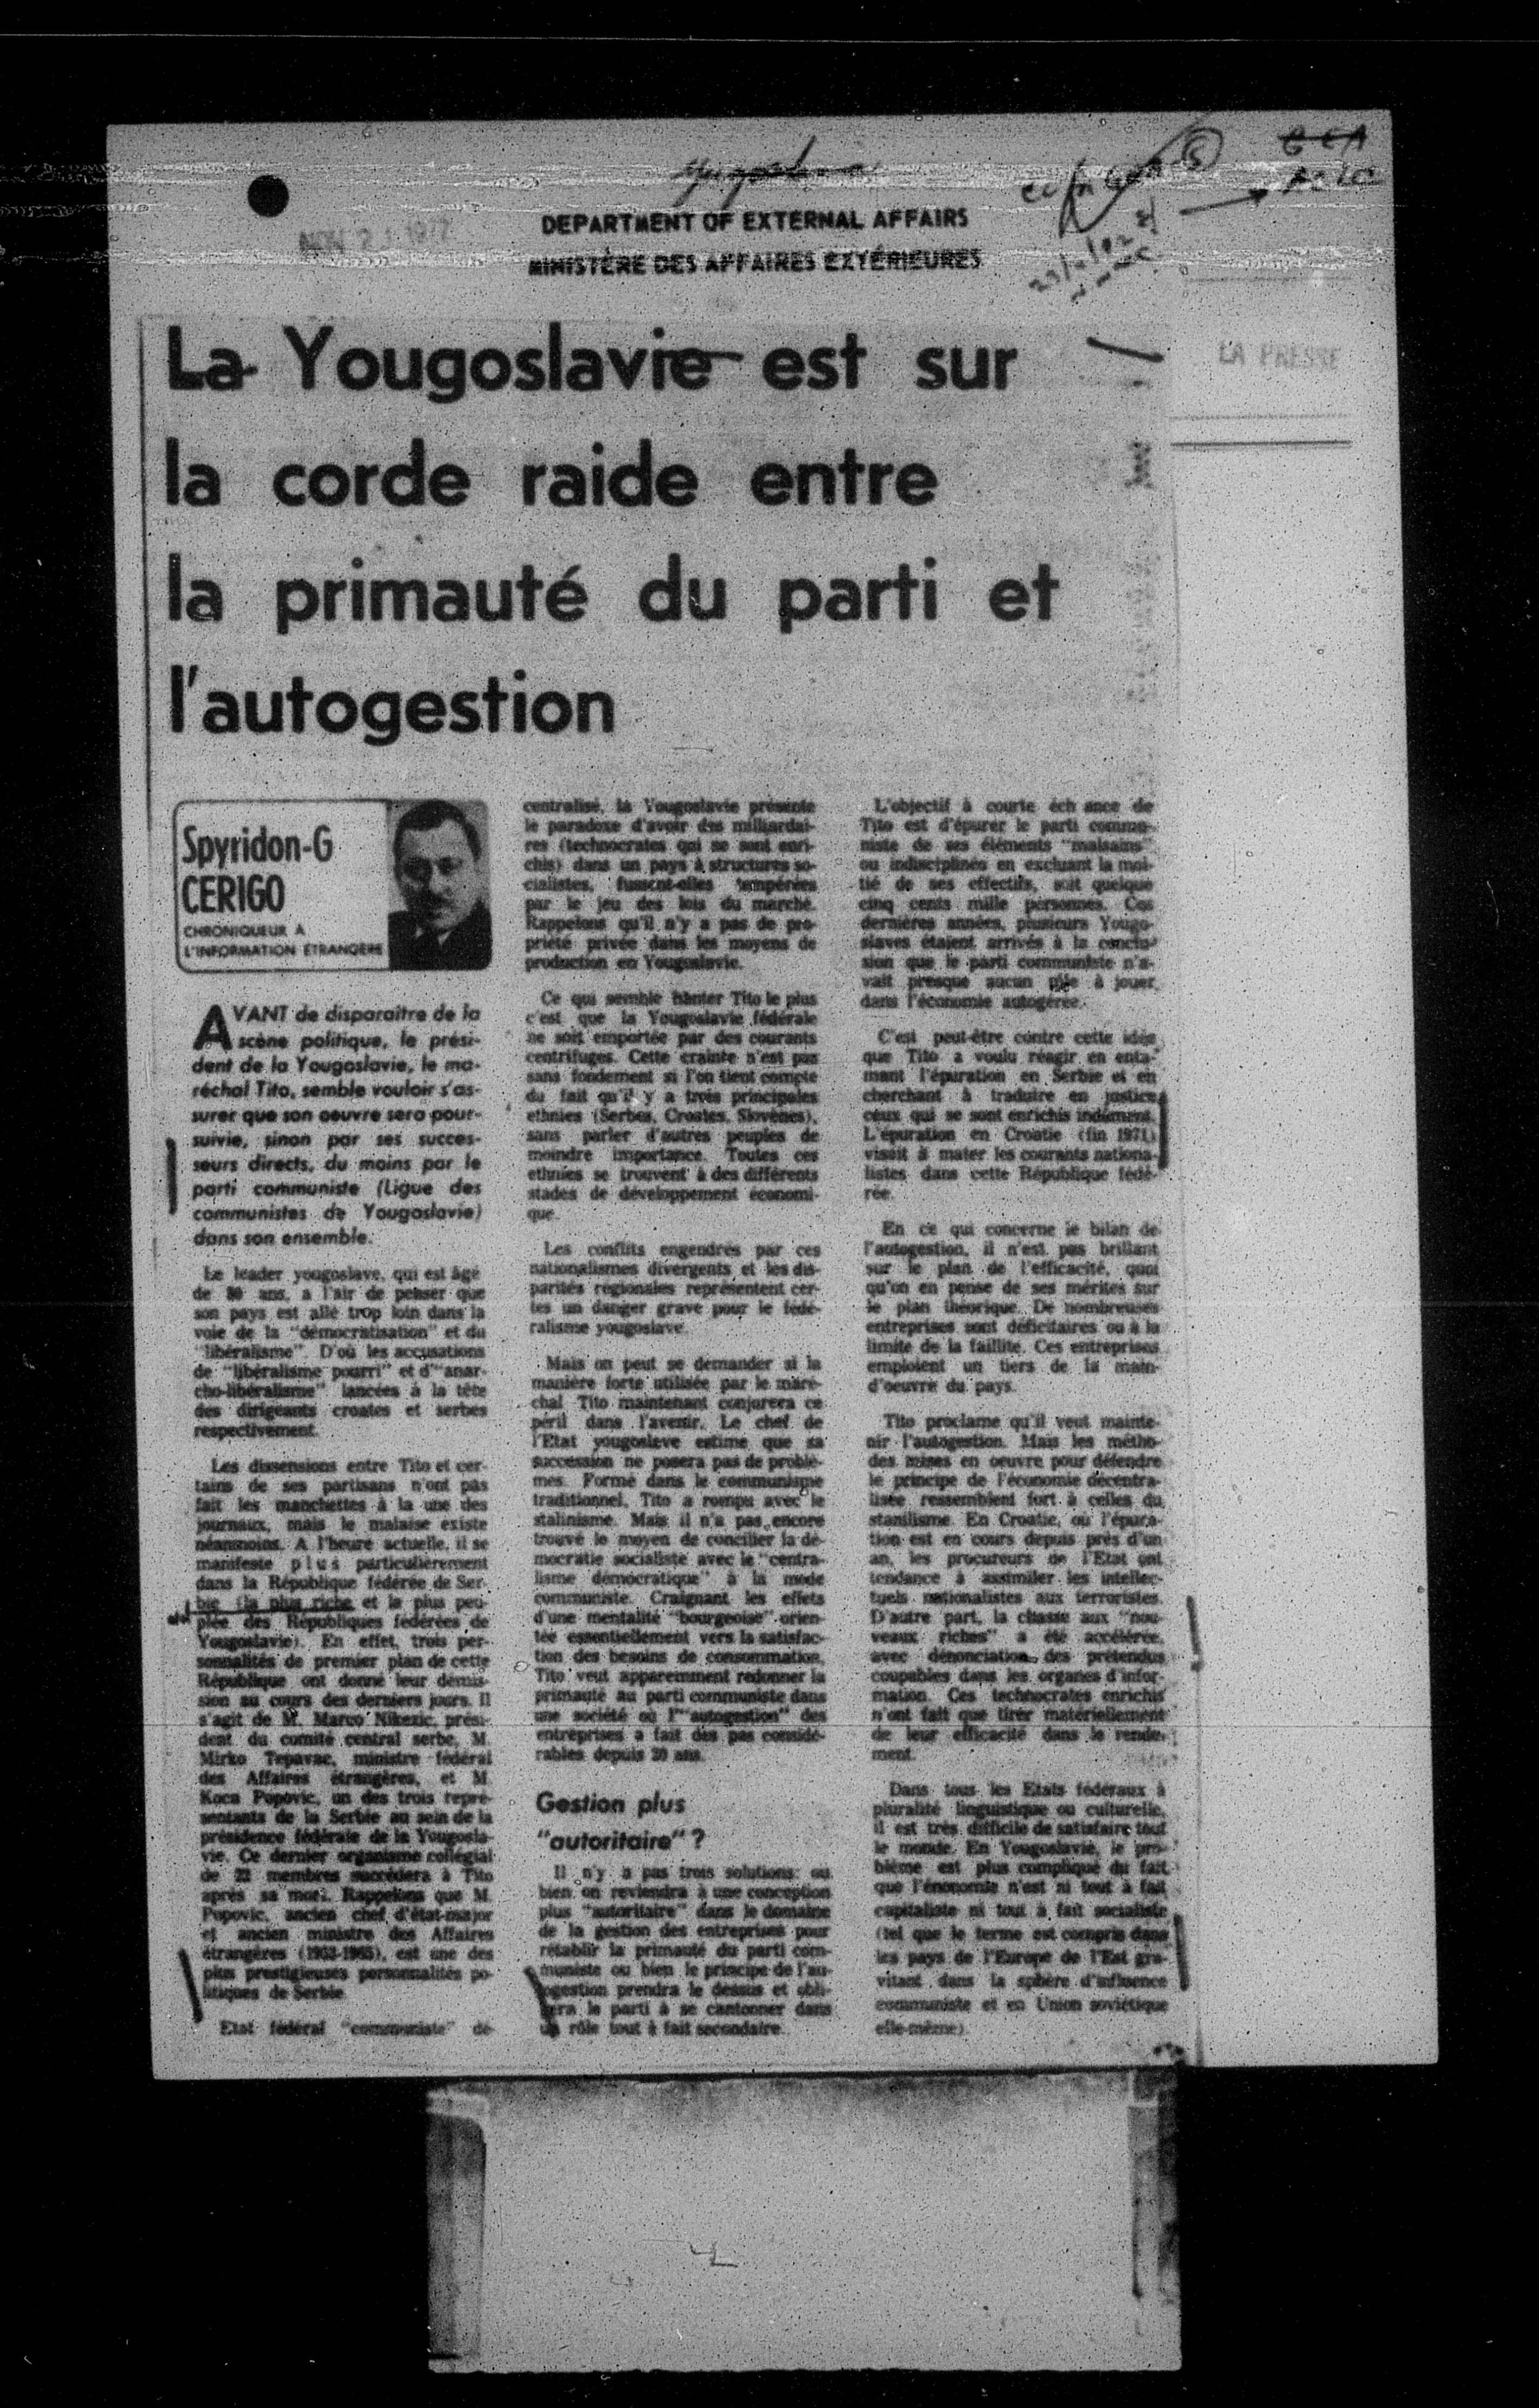 NOV 21 1972
DEPARTMENT OF EXTERNAL AFFAIRS
MINISTÈRE DES AFFAIRES EXTÉRIEURES
LA PRESSE
La Yougoslavie est sur
la corde raide entre
la primauté du parti et
l'autogestion
Spyridon-G
CERIGO
CHRONIQUEUR A
L'INFORMATION ÉTRANGÈRE
AVANT de disparaître de la
scène politique, le prési-
dent de la Yougoslavie, le ma-
réchal Tito, semble vouloir s'as-
surer que son oeuvre sera pour-
suivie, sinon par ses succes-
seurs directs, du moins par le
parti communiste (Ligue des
communistes de Yougoslavie)
dans son ensemble.
Le leader yougoslave, qui est âgé
de 80 ans, a l'air de penser que
son pays est allé trop loin dans la
voie de la "démocratisation" et du
"libéralisme". D'où les accusations
de "libéralisme pourri" et d'"anar-
cho-libéralisme" lancées à la tête
des dirigeants croates et serbes
respectivement.
Les dissensions entre Tito et cer-
tains de ses partisans n'ont pas
fait les manchettes à la une des
journaux, mais le malaise existe
néanmoins. A l'heure actuelle, il se
manifeste plus particulièrement
dans la République fédérée de Ser-
bie (la plus riche et la plus peu-
plée des Républiques fédérées de
Yougoslavie). En effet, trois per-
sonnalités de premier plan de cette
République ont donné leur démis-
sion au cours des derniers jours. Il
s'agit de M. Marco Nikezic, prési-
dent du comité central serbe, M.
Mirko Tepavac, ministre fédéral
des Affaires étrangères, et M.
Koca Popovic, un des trois repré-
sentants de la Serbie au sein de la
présidence fédérale de la Yougosla-
vie. Ce dernier organisme collégial
de 22 membres succédera à Tito
après sa mort. Rappelons que M.
Popovic, ancien chef d'état-major
et ancien ministre des Affaires
étrangères (1953-1965), est une des
plus prestigieuses personnalités po-
litiques de Serbie.
Etat fédéral "communiste" dé-
centralisé, la Yougoslavie présente
le paradoxe d'avoir des milliardai-
res (technocrates qui se sont enri-
chis) dans un pays à structures so-
cialistes, fussent-elles tempérées
par le jeu des lois du marché.
Rappelons qu'il n'y a pas de pro-
priété privée dans les moyens de
production en Yougoslavie.
Ce qui semble hanter Tito le plus
c'est que la Yougoslavie fédérale
ne soit emportée par des courants
centrifuges. Cette crainte n'est pas
sans fondement si l'on tient compte
du fait qu'il y a trois principales
ethnies (Serbes, Croates, Slovènes),
sans parler d'autres peuples de
moindre importance. Toutes ces
ethnies se trouvent à des différents
stades de développement économi-
que.
Les conflits engendrés par ces
nationalismes divergents et les dis-
parités régionales représentent cer-
tes un danger grave pour le fédé-
ralisme yougoslave.
Mais on peut se demander si la
manière forte utilisée par le maré-
chal Tito maintenant conjurera ce
péril dans l'avenir. Le chef de
l'Etat yougoslave estime que sa
succession ne posera pas de problè-
mes. Formé dans le communisme
traditionnel, Tito a rompu avec le
stalinisme. Mais il n'a pas encore
trouvé le moyen de concilier la dé-
mocratie socialiste avec le "centra-
lisme démocratique" à la mode
communiste. Craignant les effets
d'une mentalité "bourgeoise" orien-
tée essentiellement vers la satisfac-
tion des besoins de consommation,
Tito veut apparemment redonner la
primauté au parti communiste dans
une société où l'"autogestion" des
entreprises a fait des pas considé-
rables depuis 20 ans.
Gestion plus
"autoritaire" ?
Il n'y a pas trois solutions: ou
bien on reviendra à une conception
plus "autoritaire" dans le domaine
de la gestion des entreprises pour
rétablir la primauté du parti com-
muniste ou bien le principe de l'au-
togestion prendra le dessus et obli-
gera le parti à se cantonner dans
un rôle tout à fait secondaire.
L'objectif à courte éch ance de
Tito est d'épurer le parti commu-
niste de ses éléments "malsains"
ou indisciplinés en excluant la moi-
tié de ses effectifs, soit quelque
cinq cents mille personnes. Ces
dernières années, plusieurs Yougo-
slaves étaient arrivés à la conclu-
sion que le parti communiste n'a-
vait presque aucun rôle à jouer
dans l'économie autogérée.
C'est peut-être contre cette idée
que Tito a voulu réagir en enta-
mant l'épuration en Serbie et en
cherchant à traduire en justice
ceux qui se sont enrichis indûment.
L'épuration en Croatie (fin 1971)
visait à mater les courants nationa-
listes dans cette République fédé-
rée.
En ce qui concerne le bilan de
l'autogestion, il n'est pas brillant
sur le plan de l'efficacité, quoi
qu'on en pense de ses mérites sur
le plan théorique. De nombreuses
entreprises sont déficitaires ou à la
limite de la faillite. Ces entreprises
emploient un tiers de la main-
d'oeuvre du pays.
Tito proclame qu'il veut mainte-
nir l'autogestion. Mais les métho-
des mises en oeuvre pour défendre
le principe de l'économie décentra-
lisée ressemblent fort à celles du
stanilisme. En Croatie, où l'épura-
tion est en cours depuis près d'un
an, les procureurs de l'Etat ont
tendance à assimiler les intellec-
tuels nationalistes aux terroristes.
D'autre part, la chasse aux "nou-
veaux riches" a été accélérée,
avec dénonciation des prétendus
coupables dans les organes d'infor-
mation. Ces technocrates enrichis
n'ont fait que tirer matériellement
de leur efficacité dans le rende-
ment.
Dans tous les Etats fédéraux à
pluralité linguistique ou culturelle,
il est très difficile de satisfaire tout
le monde. En Yougoslavie, le pro-
blème est plus compliqué du fait
que l'énonomie n'est ni tout à fait
capitaliste ni tout à fait socialiste
(tel que le terme est compris dans
les pays de l'Europe de l'Est gra-
vitant dans la sphère d'influence
communiste et en Union soviétique
elle-même).